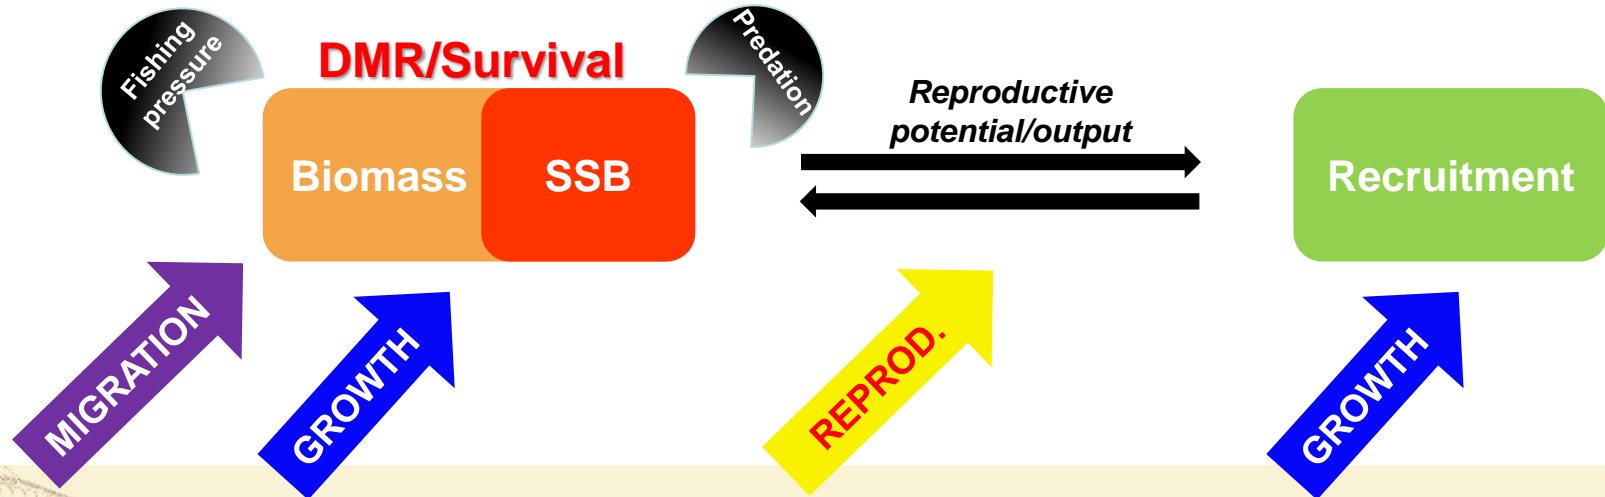 Fishing
pressure
DMR/Survival
Predation
Reproductive
potential/output
Biomass
SSB
Recruitment
MIGRATION
GROWTH
REPROD.
GROWTH